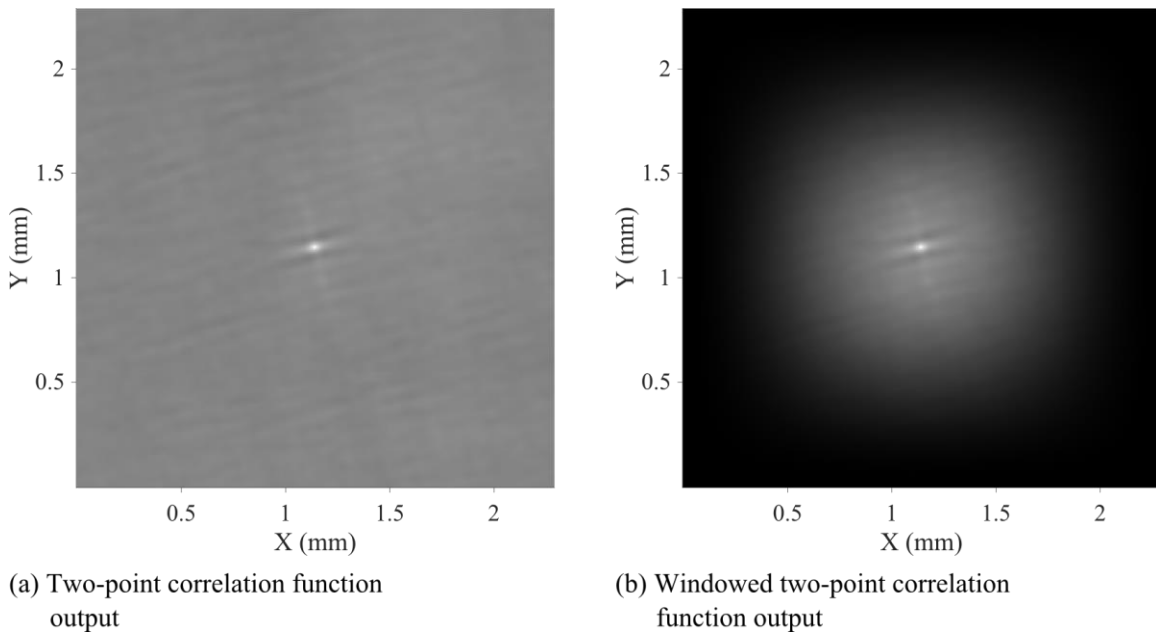 2
1.5
1
0.5
Y (mm)
0.5 1 1.5 2
X (mm)
(a) Two-point correlation function
output
2
1.5
1
0.5
Y (mm)
0.5 1 1.5 2
X (mm)
(b) Windowed two-point correlation
function output